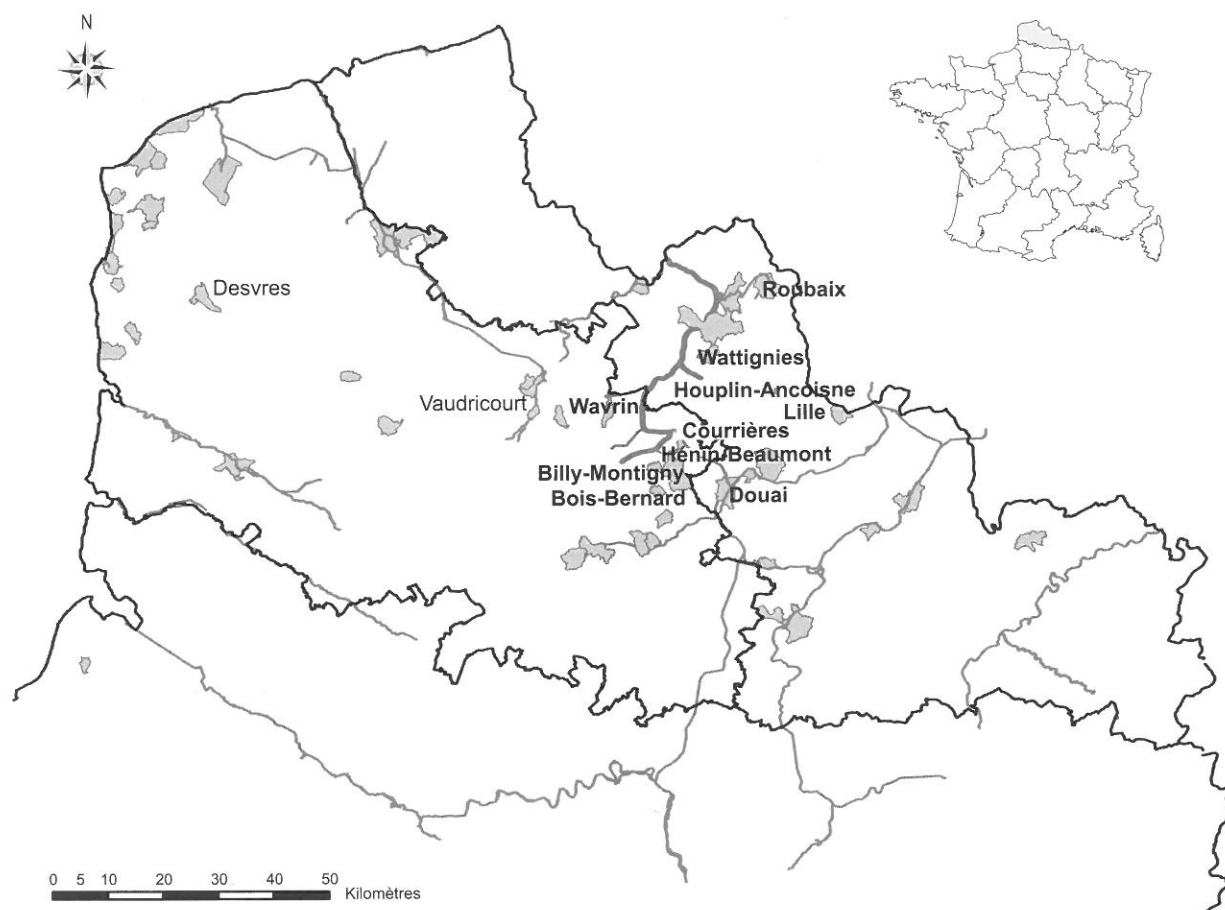 N
Roubaix
Desvres
Wattignies
Houplin-Ancoisne
Vaudricourt
Wavrin
Lille
Courrières
Hénin/Beaumont
Billy-Montigny
Bois-Bernard
Douai
0 5 10 20 30 40 50
Kilomètres